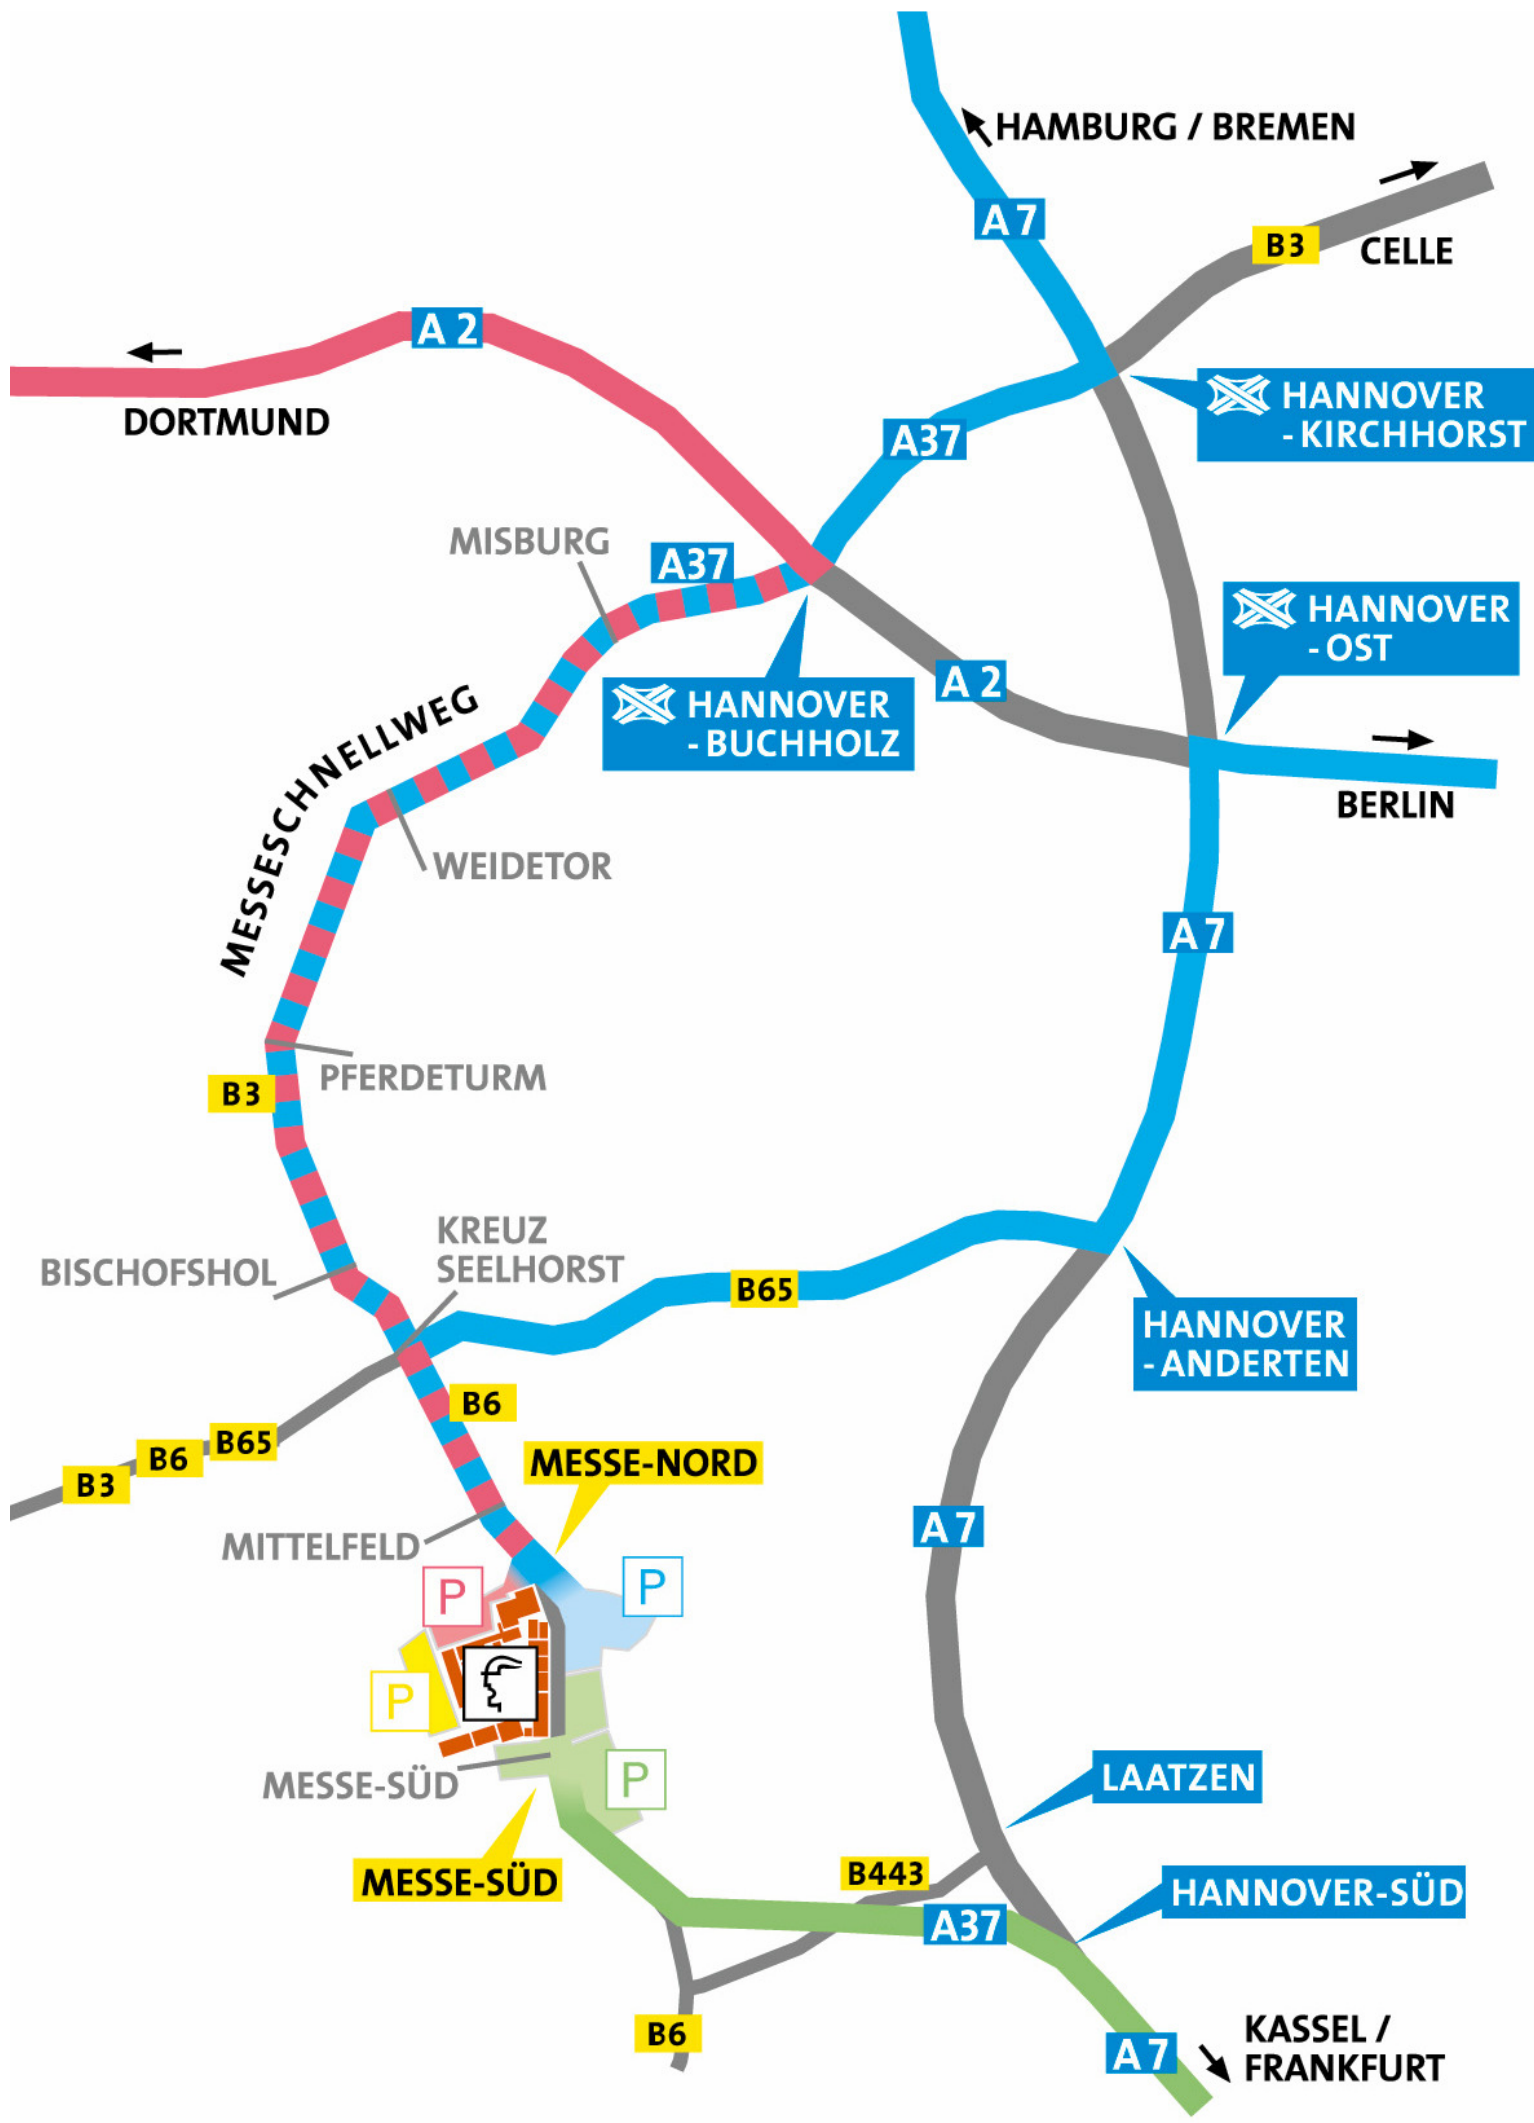 HAMBURG / BREMEN
A 7
B3
CELLE
A 2
DORTMUND
HANNOVER
- KIRCHHORST
A37
MISBURG
A37
HANNOVER
- OST
A 2
HANNOVER
- BUCHHOLZ
MESSESCHNELLWEG
BERLIN
WEIDETOR
A 7
PFERDETURM
B3
KREUZ
SEELHORST
BISCHOFSHOL
B65
HANNOVER
- ANDERTEN
B6
B65
B6
B3
MESSE-NORD
A 7
MITTELFELD
P
P
P
MESSE-SÜD
P
LAATZEN
MESSE-SÜD
B443
HANNOVER-SÜD
A37
B6
KASSEL /
FRANKFURT
A 7